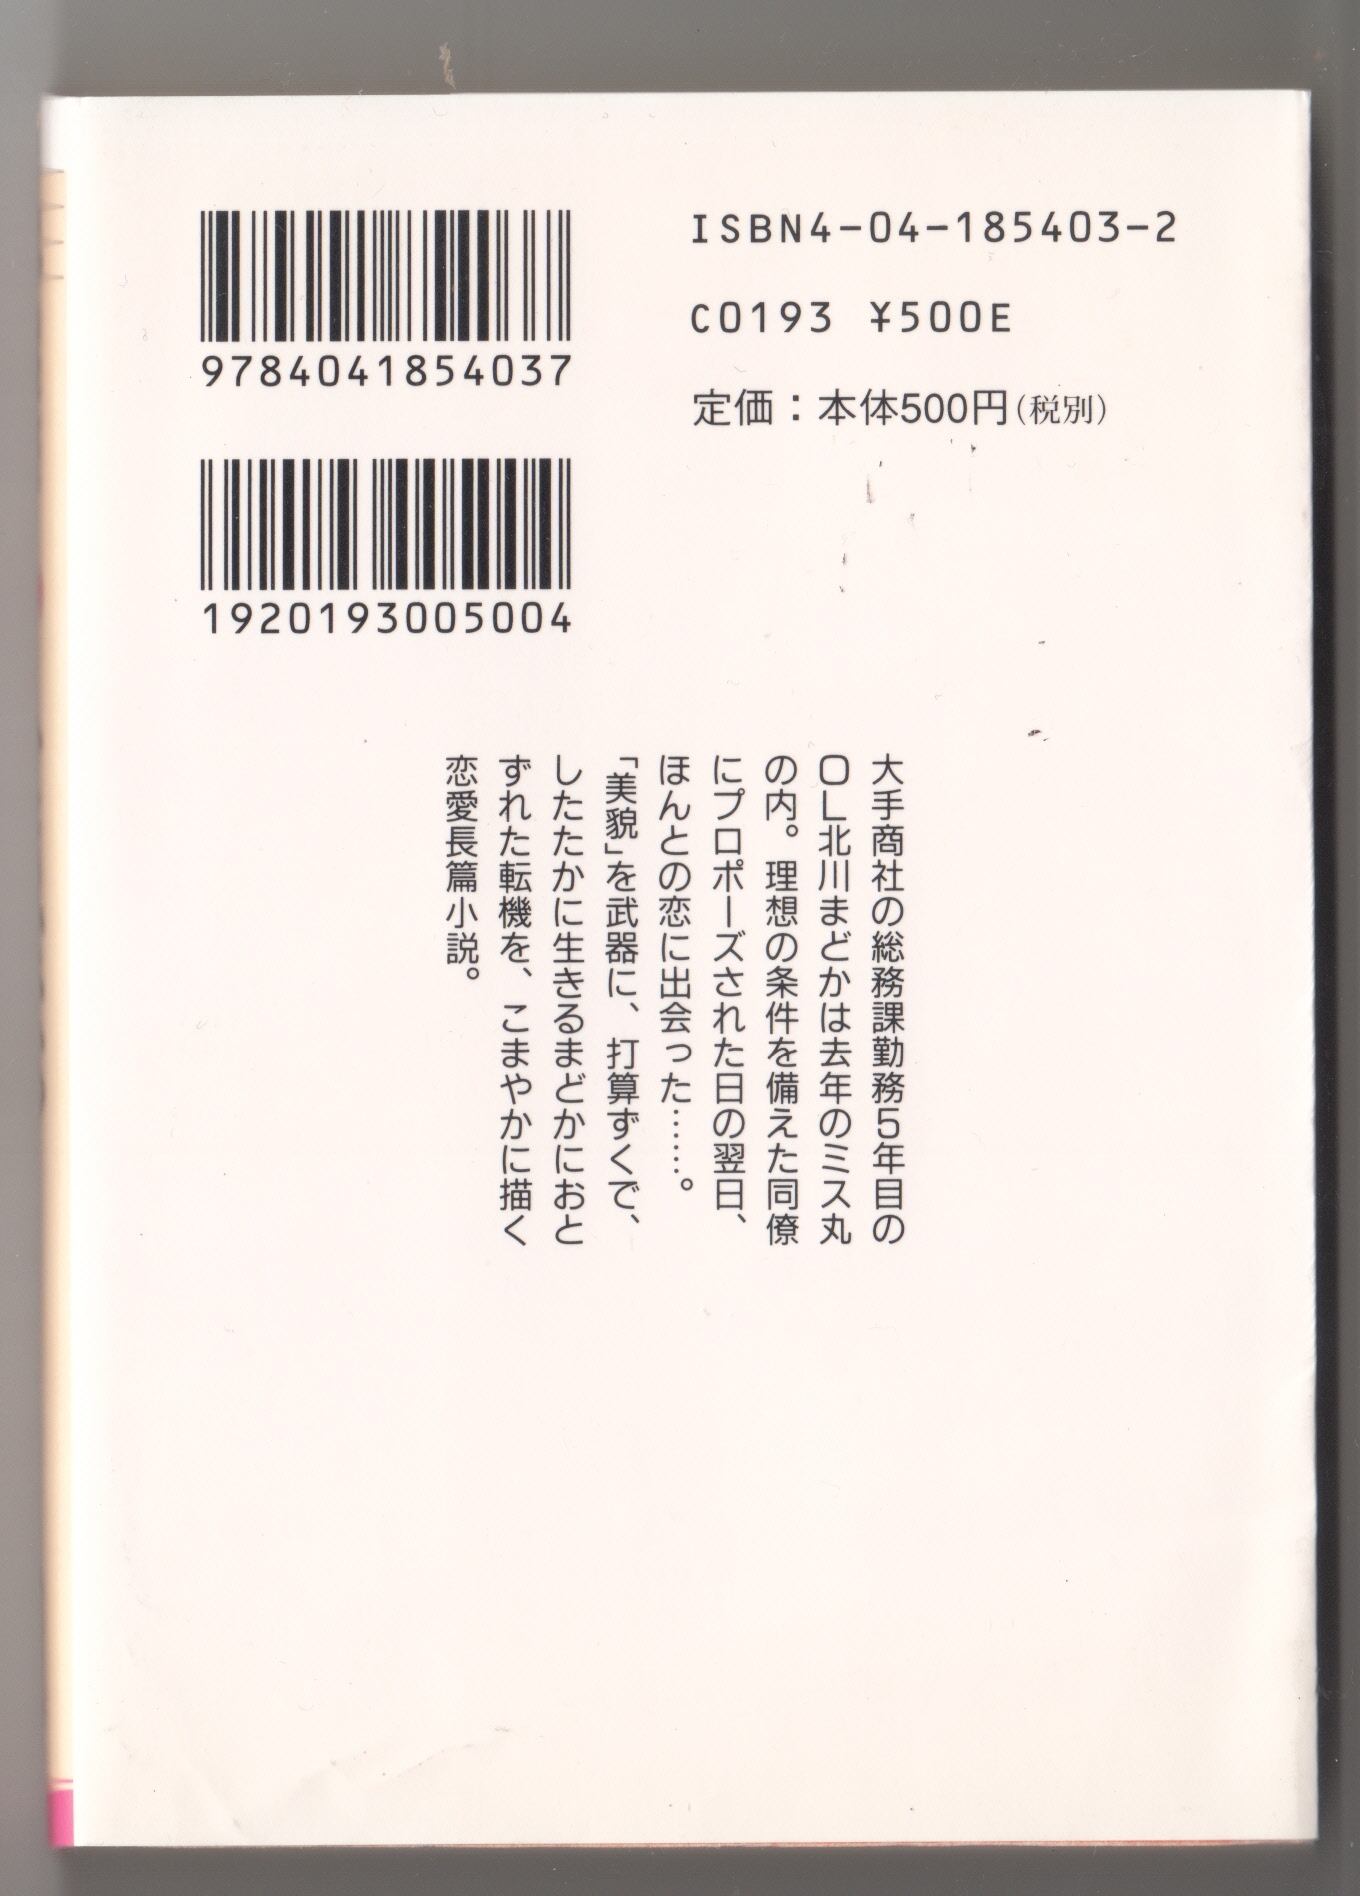 9784041854037
1920193005004
ISBN4-04-185403-2
C0193 ¥500E
定価：本体500円(税別)
大手商社の総務課勤務5年目の
OL北川まどかは去年のミス丸
の内。理想の条件を備えた同僚
にプロポーズされた日の翌日、
ほんとの恋に出会った……。
「美貌」を武器に、打算ずくで、
したたかに生きるまどかにおと
ずれた転機を、こまやかに描く
恋愛長篇小説。